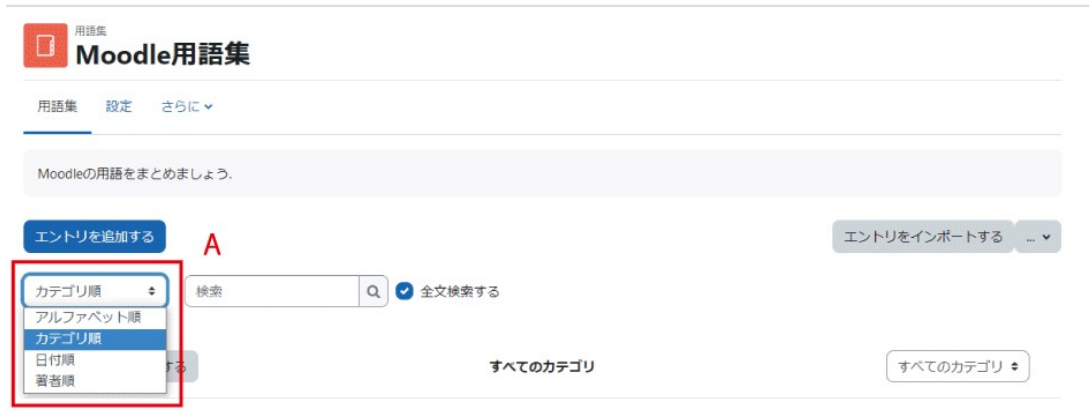 用語集
Moodle用語集
用語集 設定 さらに
Moodleの用語をまとめましょう.
エントリを追加する
A
エントリをインポートする ...
カテゴリ順
検索
全文検索する
アルファベット順
カテゴリ順
日付順
著者順
する
すべてのカテゴリ
すべてのカテゴリ